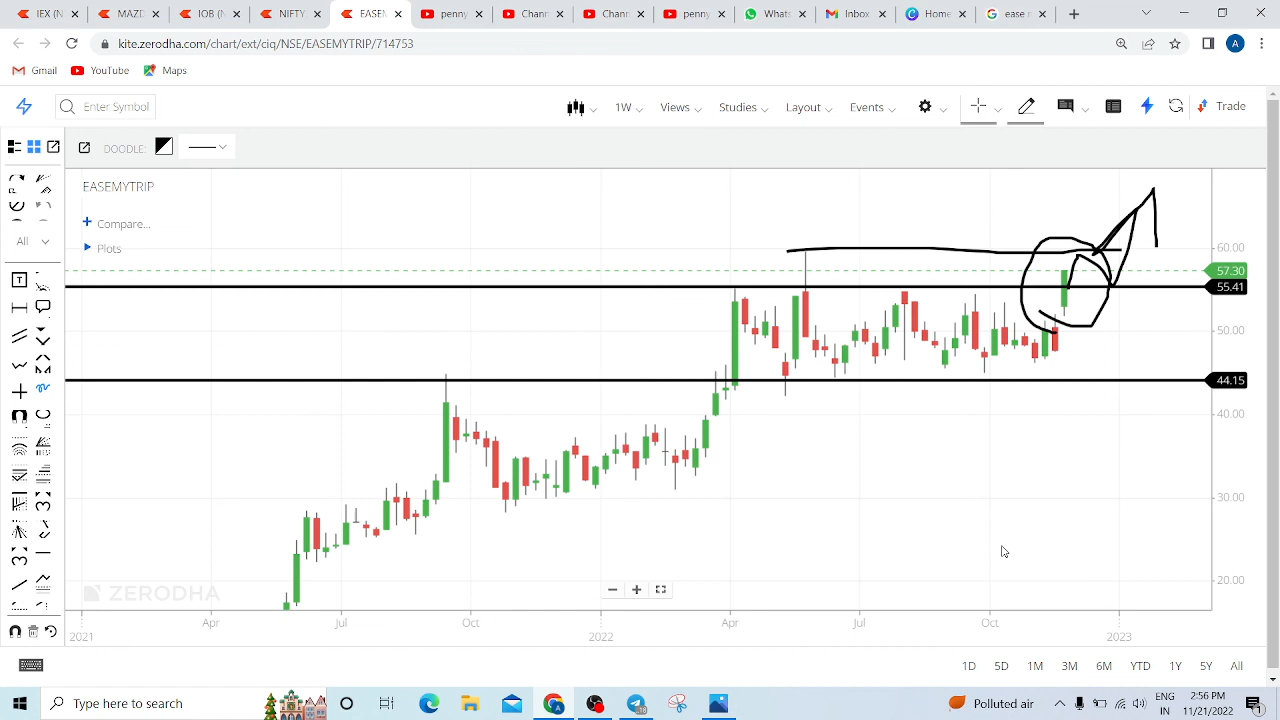 IEX (N
NIEY
NIFTY
EASEM
penny
Chann
Chann
penny
Whats
Inbox
Home
ease r
kite.zerodha.com/chart/ext/ciq/NSE/EASEMYTRIP/714753
A
Gmail YouTube Maps
Enter Symbol
1W Views Studies Layout Events Trade
DOODLE:
EASEMYTRIP
Compare...
Plots
All
T
60.00
57.30
55.41
50.00
44.15
40.00
30.00
20.00
ZERODHA
2021 Apr Jul Oct 2022 Apr Jul Oct 2023
1D 5D 1M 3M 6M YTD 1Y 5Y All
Type here to search
Polluted air
ENG
IN
2:56 PM
11/21/2022